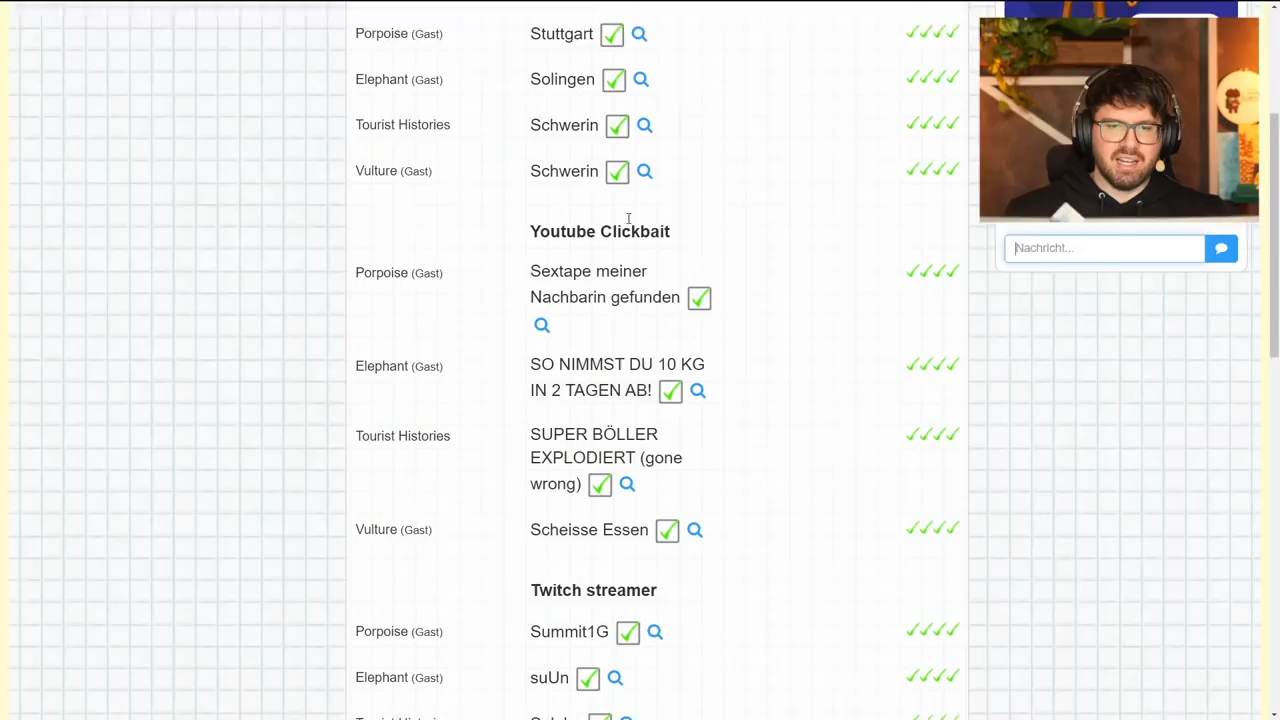 Porpoise (Gast) Stuttgart
Elephant (Gast) Solingen
Tourist Histories Schwerin
Vulture (Gast) Schwerin
Nachricht...
Youtube Clickbait
Porpoise (Gast) Sextape meiner
Nachbarin gefunden
Elephant (Gast) SO NIMMST DU 10 KG
IN 2 TAGEN AB!
Tourist Histories SUPER BÖLLER
EXPLODIERT (gone
wrong)
Vulture (Gast) Scheisse Essen
Twitch streamer
Porpoise (Gast) Summit1G
Elephant (Gast) suUn